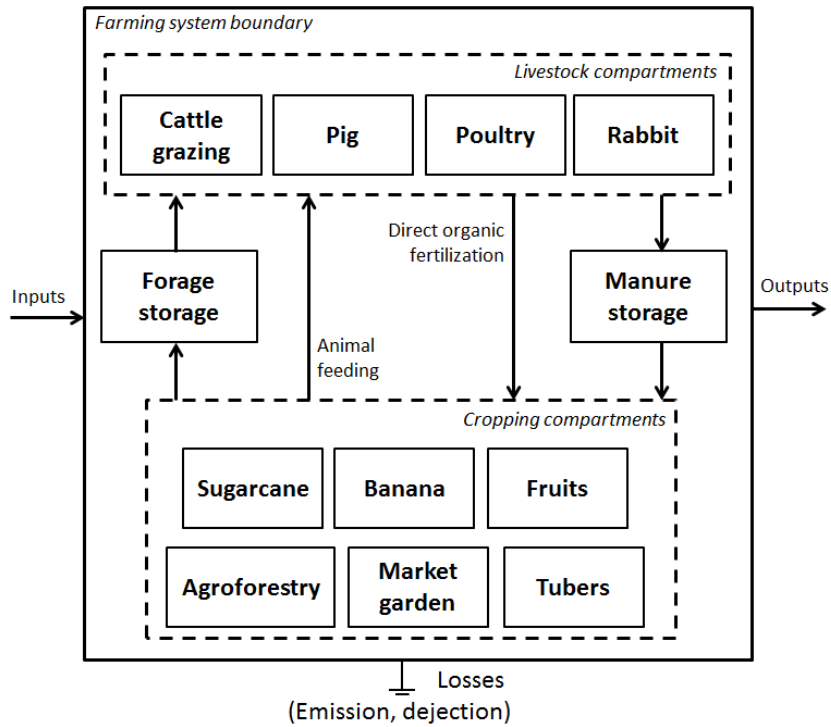 Farming system boundary
Livestock compartments
Cattle
grazing
Pig
Poultry
Rabbit
Direct organic
fertilization
Forage
storage
Manure
storage
Inputs
Outputs
Animal
feeding
Cropping compartments
Sugarcane
Banana
Fruits
Agroforestry
Market
garden
Tubers
Losses
(Emission, dejection)